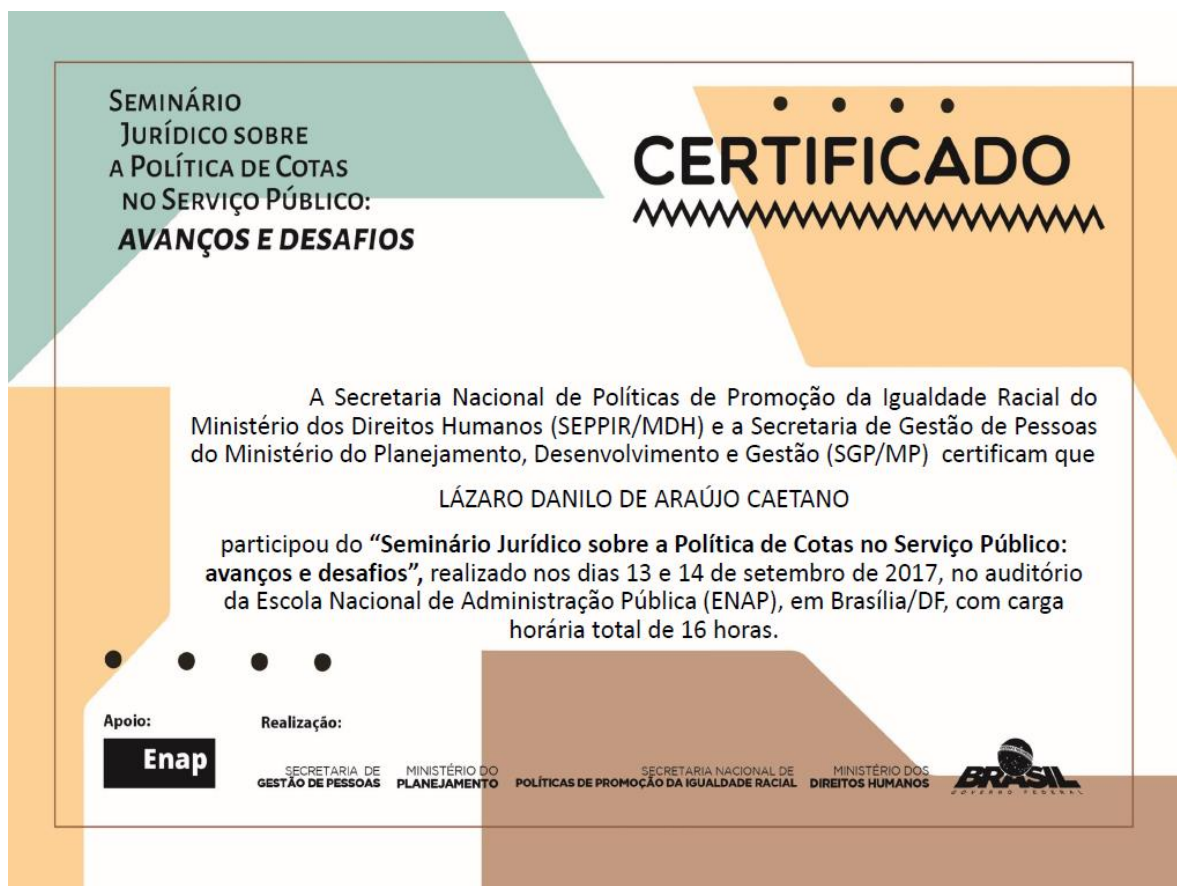 SEMINÁRIO
JURÍDICO SOBRE
A POLÍTICA DE COTAS
NO SERVIÇO PÚBLICO:
AVANÇOS E DESAFIOS
CERTIFICADO
A Secretaria Nacional de Políticas de Promoção da Igualdade Racial do
Ministério dos Direitos Humanos (SEPPIR/MDH) e a Secretaria de Gestão de Pessoas
do Ministério do Planejamento, Desenvolvimento e Gestão (SGP/MP) certificam que
LÁZARO DANILO DE ARAÚJO CAETANO
participou do “Seminário Jurídico sobre a Política de Cotas no Serviço Público:
avanços e desafios”, realizado nos dias 13 e 14 de setembro de 2017, no auditório
da Escola Nacional de Administração Pública (ENAP), em Brasília/DF, com carga
horária total de 16 horas.
Apoio:
Enap
Realização:
SECRETARIA DE
GESTÃO DE PESSOAS
MINISTÉRIO DO
PLANEJAMENTO
SECRETARIA NACIONAL DE
POLÍTICAS DE PROMOÇÃO DA IGUALDADE RACIAL
MINISTÉRIO DOS
DIREITOS HUMANOS
BRASIL
GOVERNO FEDERAL